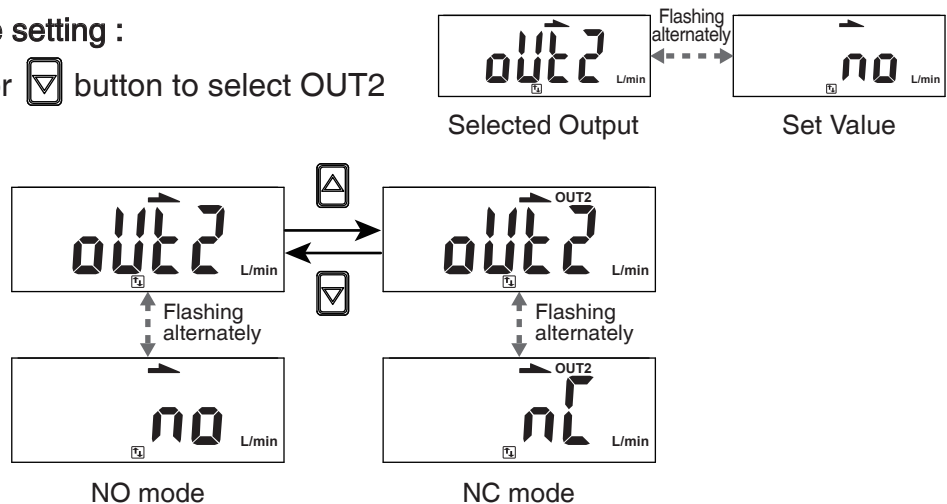 e setting :
or button to select OUT2
oUt2 L/min
Flashing
alternately
no L/min
Selected Output
Set Value
oUt2 L/min
OUT2
oUt2 L/min
Flashing
alternately
Flashing
alternately
no L/min
OUT2
nC L/min
NO mode
NC mode